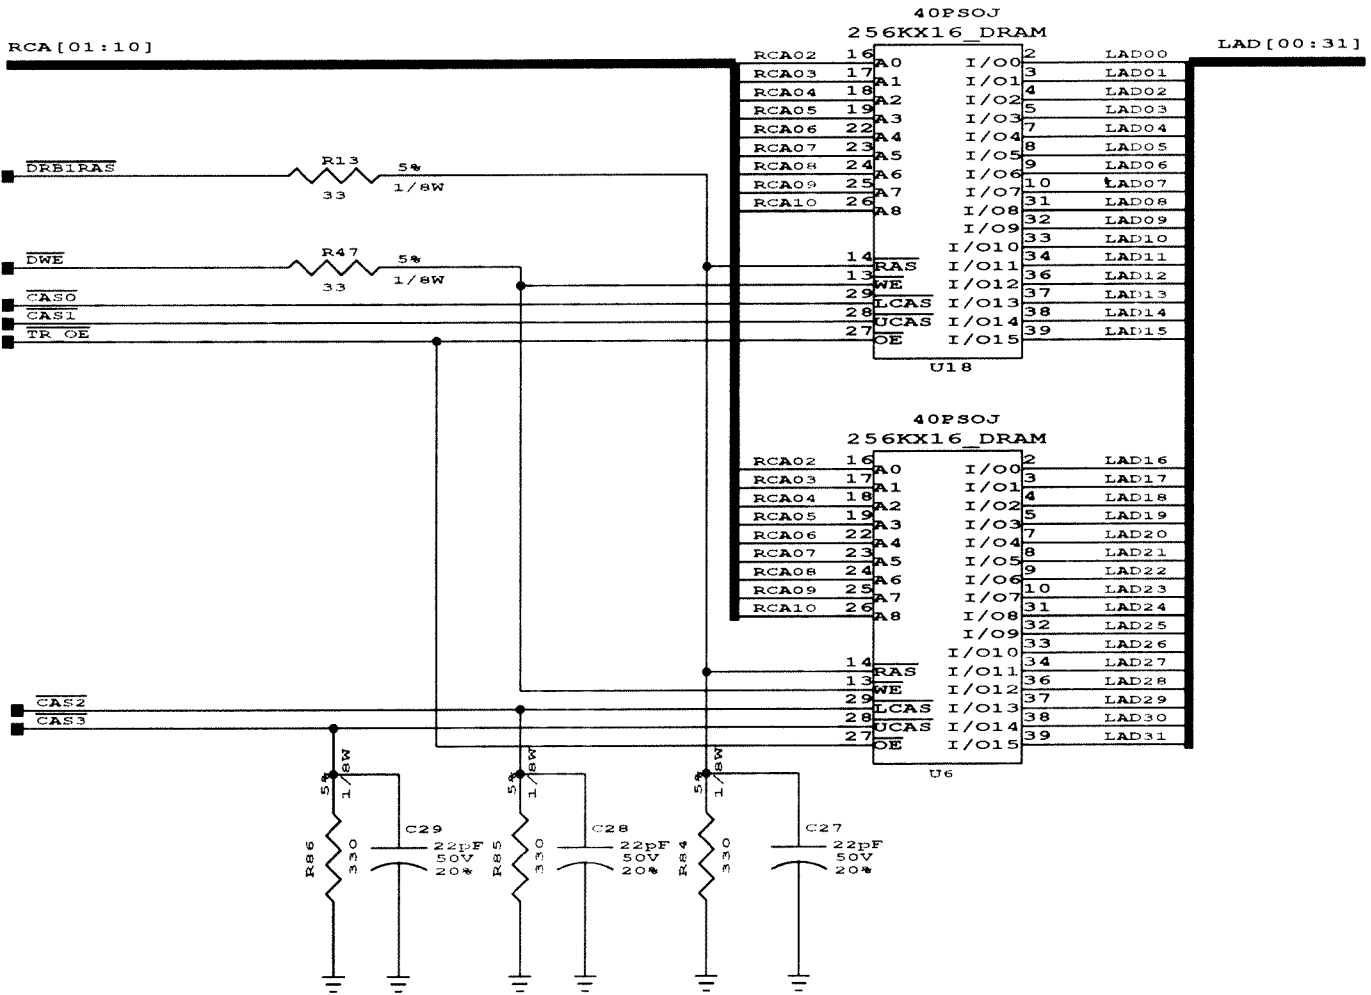 40PSOJ
256KX16_DRAM
RCA[01:10]
LAD[00:31]
RCA02 16 A0 I/O0 2 LAD00
RCA03 17 A1 I/O1 3 LAD01
RCA04 18 A2 I/O2 4 LAD02
RCA05 19 A3 I/O3 5 LAD03
RCA06 22 A4 I/O4 7 LAD04
RCA07 23 A5 I/O5 8 LAD05
RCA08 24 A6 I/O6 9 LAD06
RCA09 25 A7 I/O7 10 LAD07
RCA10 26 A8 I/O8 31 LAD08
I/O9 32 LAD09
I/O10 33 LAD10
14 RAS I/O11 34 LAD11
13 WE I/O12 36 LAD12
29 LCAS I/O13 37 LAD13
28 UCAS I/O14 38 LAD14
27 OE I/O15 39 LAD15
U18
DRB1RAS
R13 5%
33 1/8W
DWE
R47 5%
33 1/8W
CAS0
CAS1
TR OE
40PSOJ
256KX16_DRAM
RCA02 16 A0 I/O0 2 LAD16
RCA03 17 A1 I/O1 3 LAD17
RCA04 18 A2 I/O2 4 LAD18
RCA05 19 A3 I/O3 5 LAD19
RCA06 22 A4 I/O4 7 LAD20
RCA07 23 A5 I/O5 8 LAD21
RCA08 24 A6 I/O6 9 LAD22
RCA09 25 A7 I/O7 10 LAD23
RCA10 26 A8 I/O8 31 LAD24
I/O9 32 LAD25
I/O10 33 LAD26
14 RAS I/O11 34 LAD27
13 WE I/O12 36 LAD28
29 LCAS I/O13 37 LAD29
28 UCAS I/O14 38 LAD30
27 OE I/O15 39 LAD31
U6
CAS2
CAS3
5% 1/8W
R86 330
C29
22pF
50V
20%
5% 1/8W
R85 330
C28
22pF
50V
20%
5% 1/8W
R84 330
C27
22pF
50V
20%